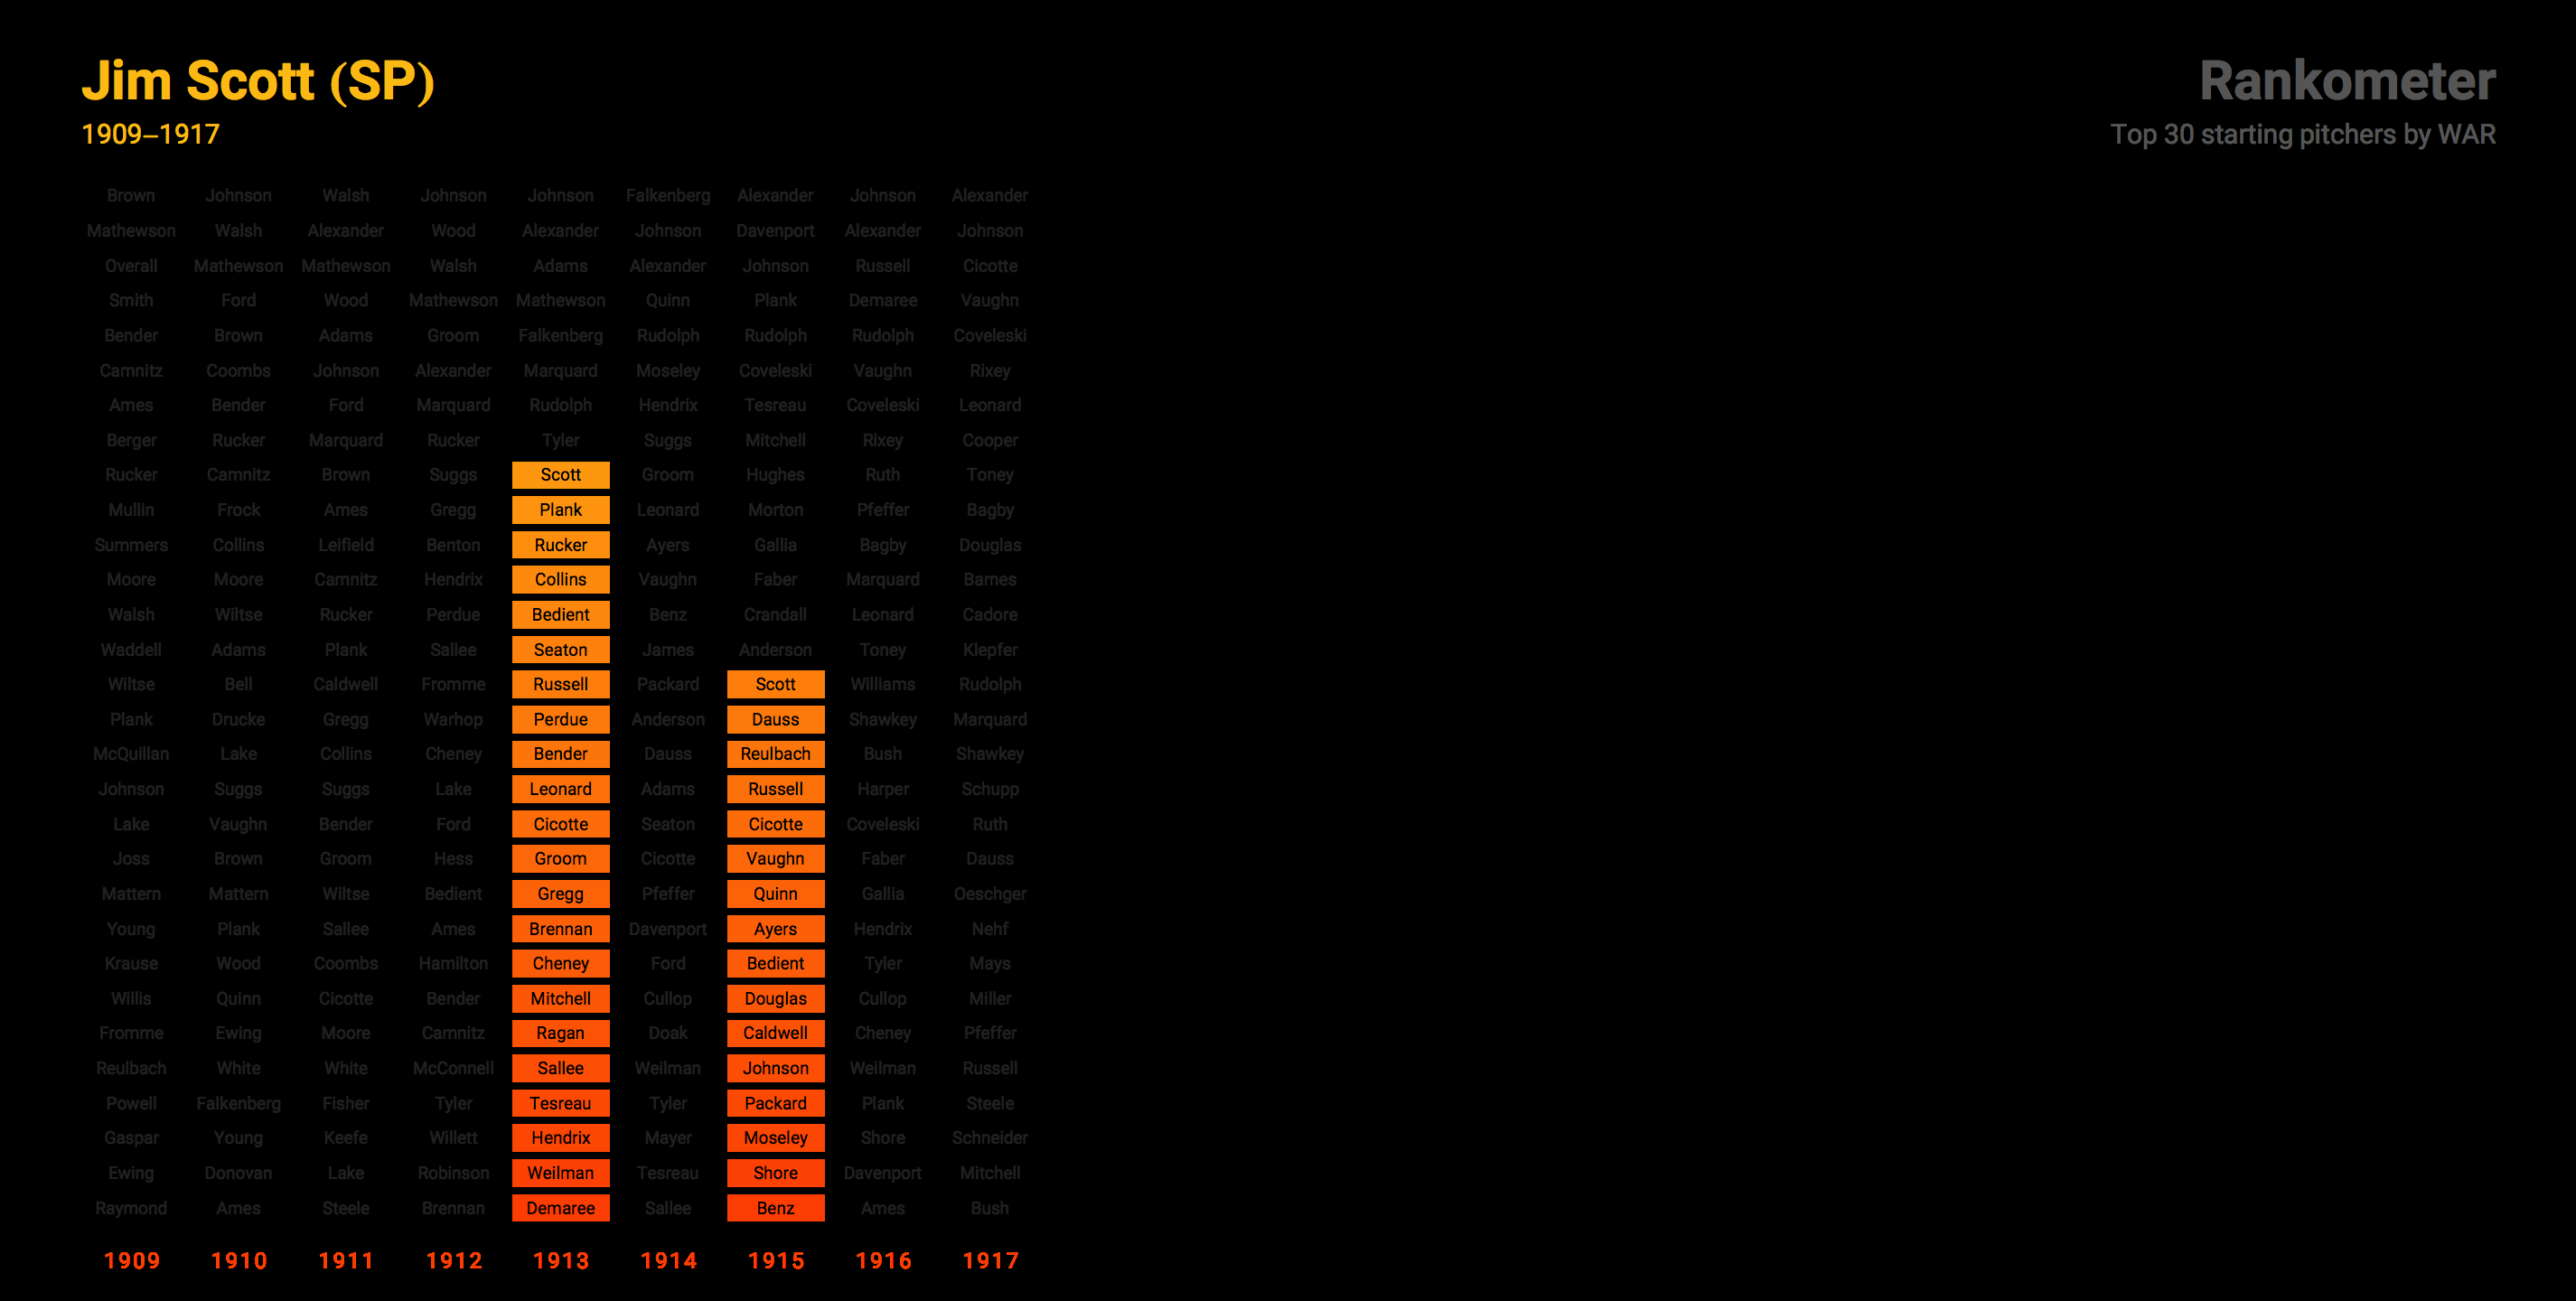 Jim Scott (SP)
1909–1917
Rankometer
Top 30 starting pitchers by WAR
Brown Johnson Walsh Johnson Johnson Falkenberg Alexander Johnson Alexander
Mathewson Walsh Alexander Wood Alexander Johnson Davenport Alexander Johnson
Overall Mathewson Mathewson Walsh Adams Alexander Johnson Russell Cicotte
Smith Ford Wood Mathewson Mathewson Quinn Plank Demaree Vaughn
Bender Brown Adams Groom Falkenberg Rudolph Rudolph Rudolph Coveleski
Camnitz Coombs Johnson Alexander Marquard Moseley Coveleski Vaughn Rixey
Ames Bender Ford Marquard Rudolph Hendrix Tesreau Coveleski Leonard
Berger Rucker Marquard Rucker Tyler Suggs Mitchell Rixey Cooper
Rucker Camnitz Brown Suggs Scott Groom Hughes Ruth Toney
Mullin Frock Ames Gregg Plank Leonard Morton Pfeffer Bagby
Summers Collins Leifield Benton Rucker Ayers Gallia Bagby Douglas
Moore Moore Camnitz Hendrix Collins Vaughn Faber Marquard Barnes
Walsh Wiltse Rucker Perdue Bedient Benz Crandall Leonard Cadore
Waddell Adams Plank Sallee Seaton James Anderson Toney Klepfer
Wiltse Bell Caldwell Fromme Russell Packard Scott Williams Rudolph
Plank Drucke Gregg Warhop Perdue Anderson Dauss Shawkey Marquard
McQuillan Lake Collins Cheney Bender Dauss Reulbach Bush Shawkey
Johnson Suggs Suggs Lake Leonard Adams Russell Harper Schupp
Lake Vaughn Bender Ford Cicotte Seaton Cicotte Coveleski Ruth
Joss Brown Groom Hess Groom Cicotte Vaughn Faber Dauss
Mattern Mattern Wiltse Bedient Gregg Pfeffer Quinn Gallia Oeschger
Young Plank Sallee Ames Brennan Davenport Ayers Hendrix Nehf
Krause Wood Coombs Hamilton Cheney Ford Bedient Tyler Mays
Willis Quinn Cicotte Bender Mitchell Cullop Douglas Cullop Miller
Fromme Ewing Moore Camnitz Ragan Doak Caldwell Cheney Pfeffer
Reulbach White White McConnell Sallee Weilman Johnson Weilman Russell
Powell Falkenberg Fisher Tyler Tesreau Tyler Packard Plank Steele
Gaspar Young Keefe Willett Hendrix Mayer Moseley Shore Schneider
Ewing Donovan Lake Robinson Weilman Tesreau Shore Davenport Mitchell
Raymond Ames Steele Brennan Demaree Sallee Benz Ames Bush
1909 1910 1911 1912 1913 1914 1915 1916 1917